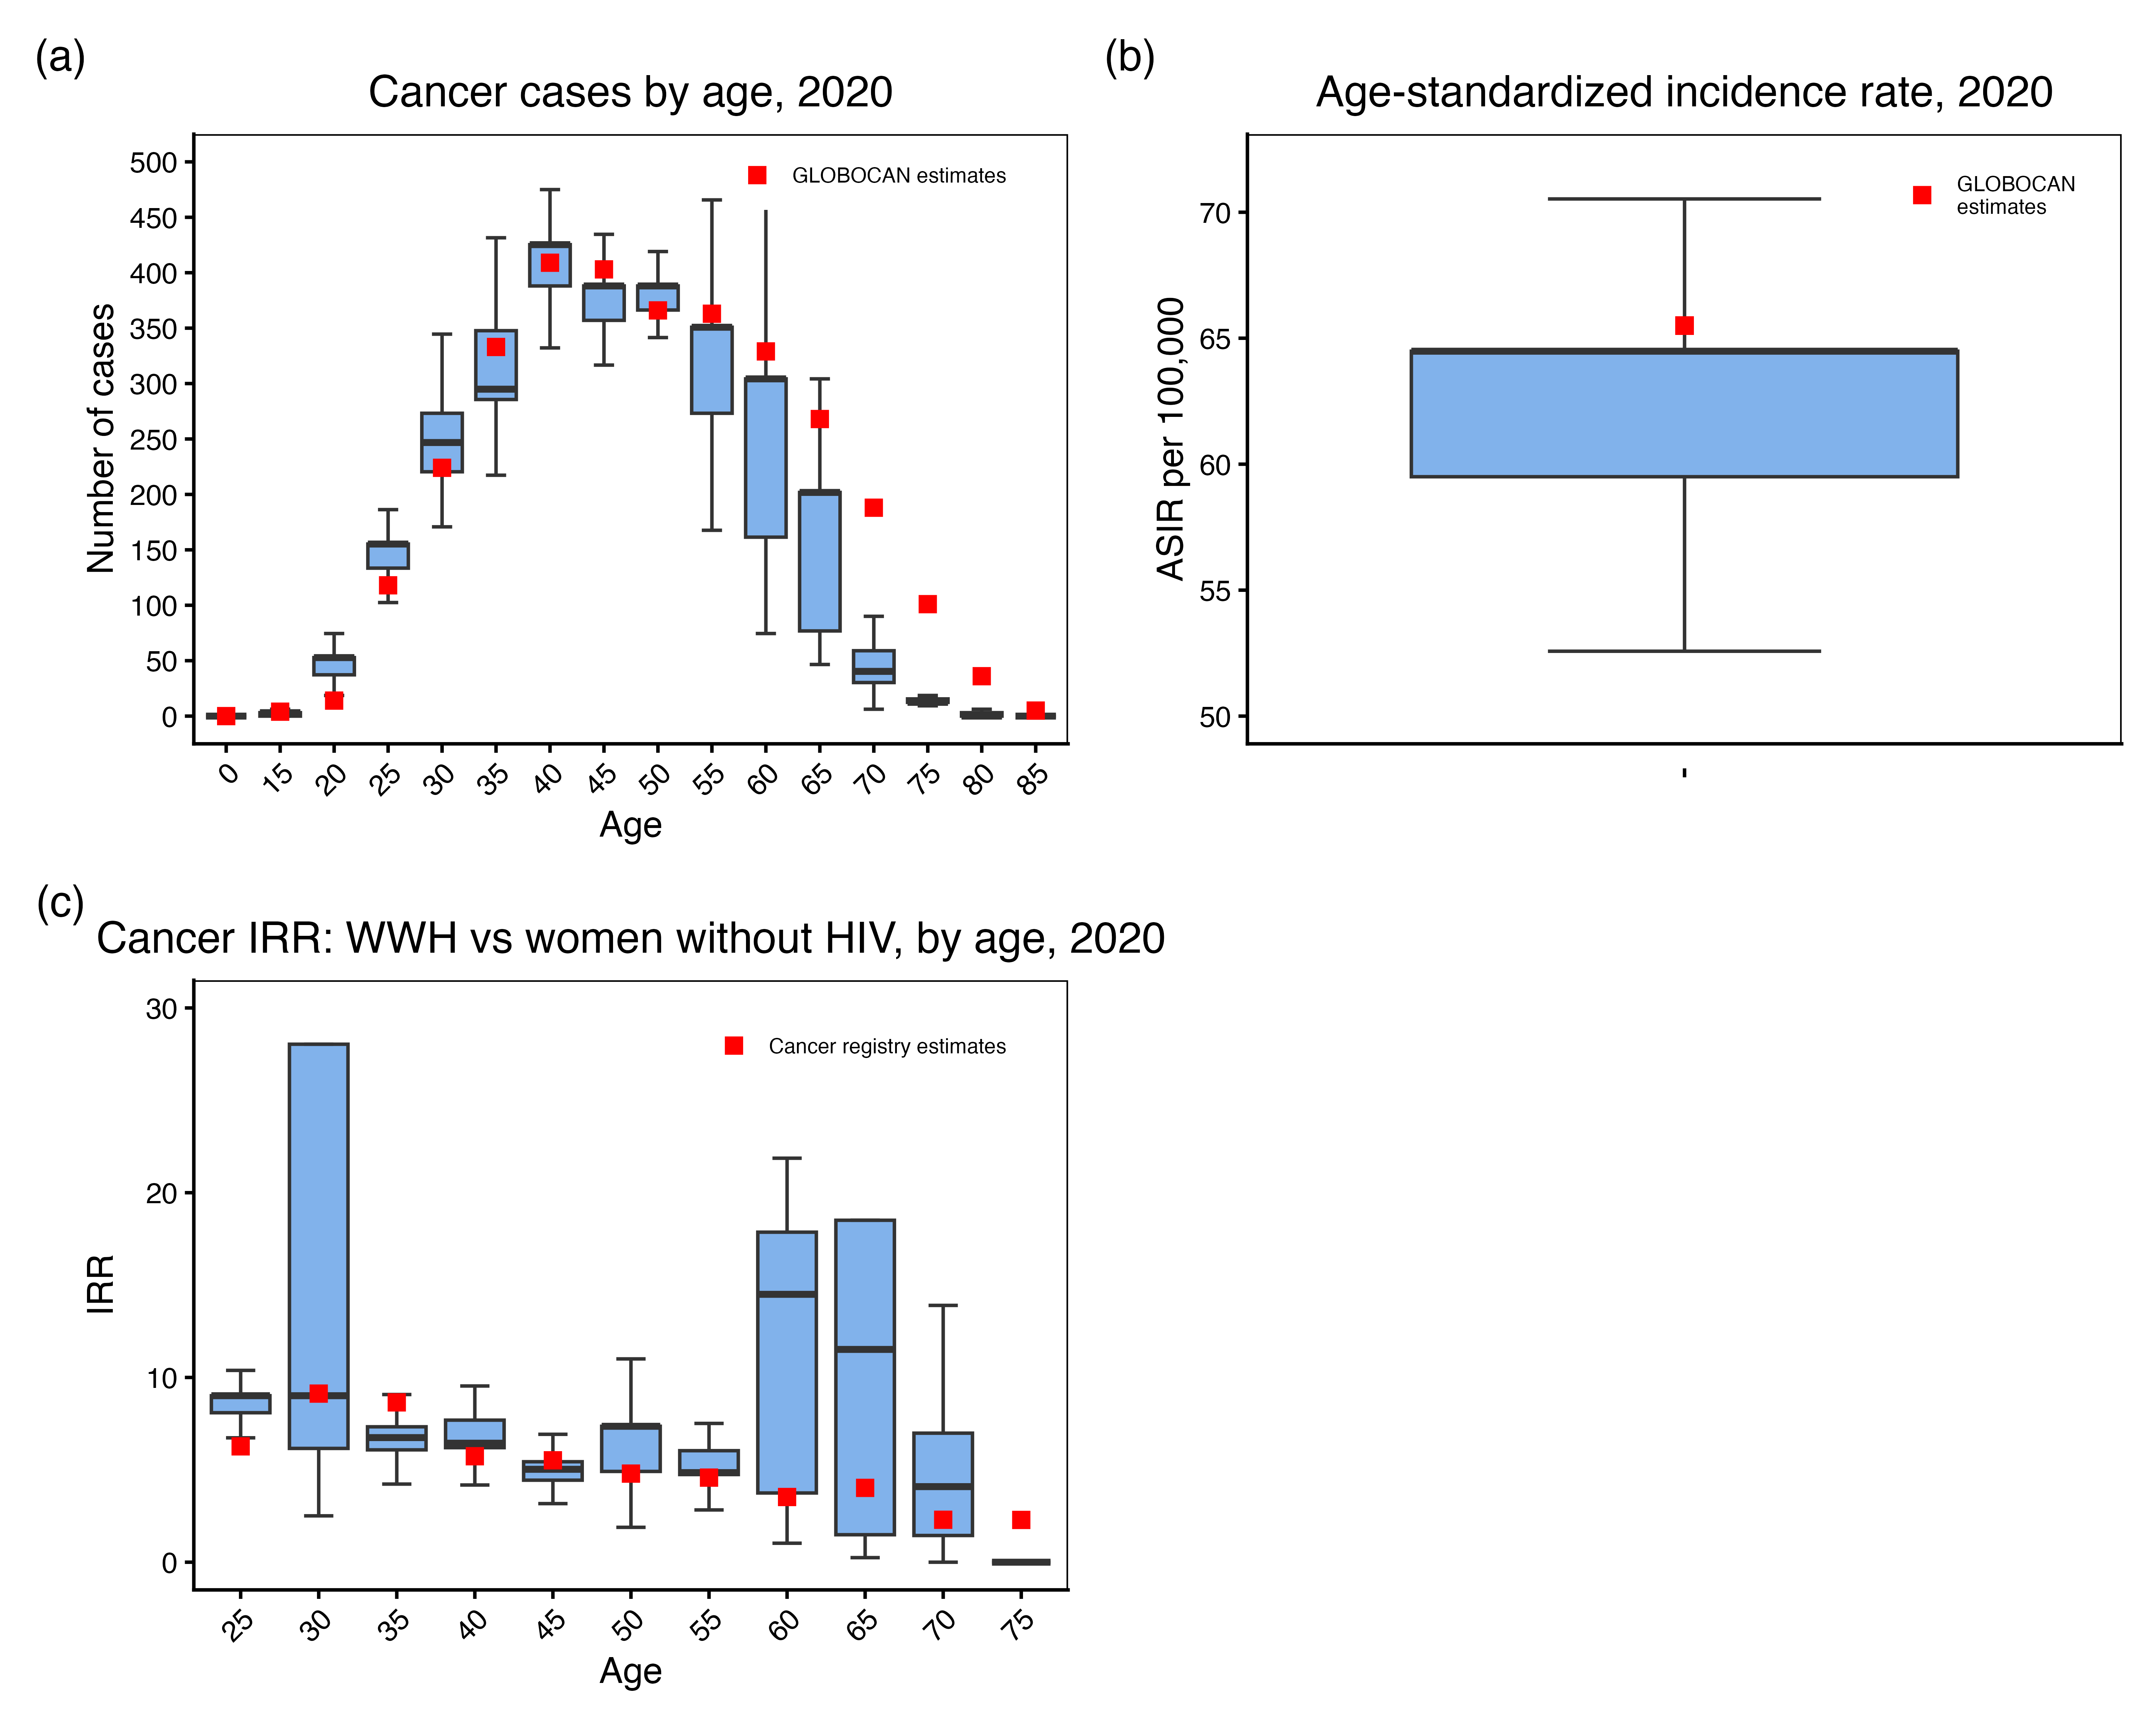 (a)
Cancer cases by age, 2020
Number of cases
500
450
400
350
300
250
200
150
100
50
0
GLOBOCAN estimates
0 15 20 25 30 35 40 45 50 55 60 65 70 75 80 85
Age
(b)
Age-standardized incidence rate, 2020
ASIR per 100,000
70
65
60
55
50
GLOBOCAN
estimates
(c)
Cancer IRR: WWH vs women without HIV, by age, 2020
IRR
30
20
10
0
Cancer registry estimates
25 30 35 40 45 50 55 60 65 70 75
Age